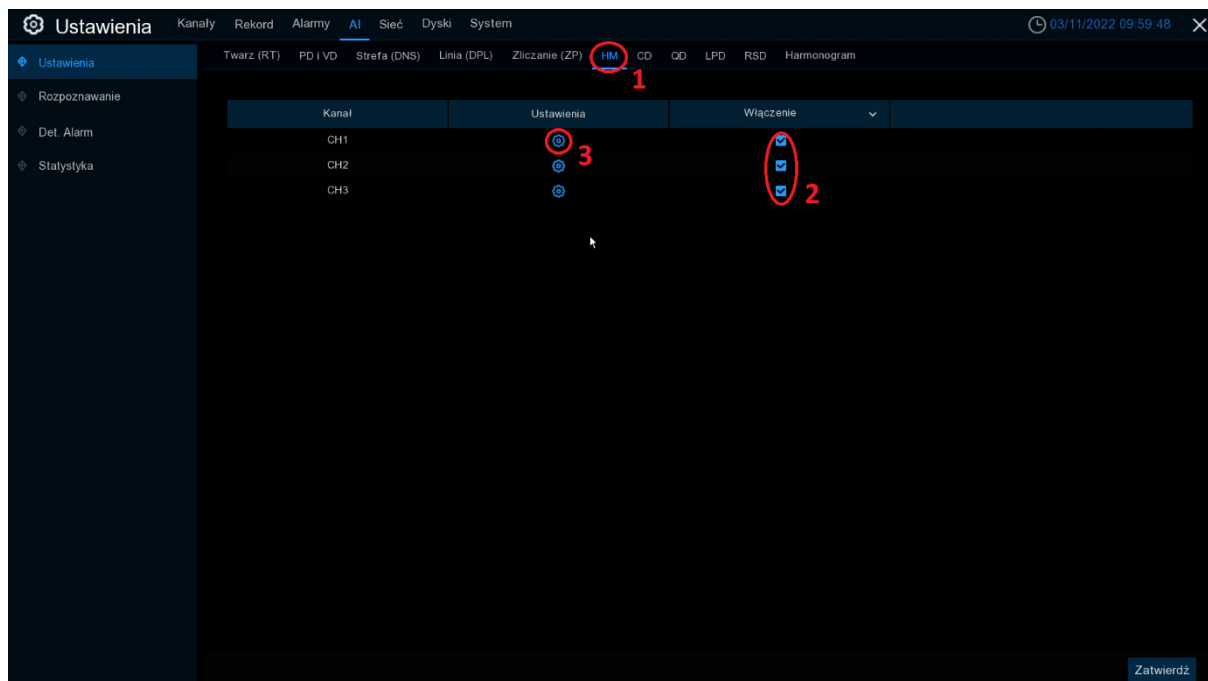 Ustawienia Kanały Rekord Alarmy AI Sieć Dyski System 03/11/2022 09:59:48
Ustawienia Twarz (RT) PD i VD Strefa (DNS) Linia (DPL) Zliczanie (ZP) HM CD QD LPD RSD Harmonogram
1
Rozpoznawanie
Kanał Ustawienia Włączenie
Det. Alarm
CH1
3
Statystyka
CH2
CH3
2
Zatwierdź